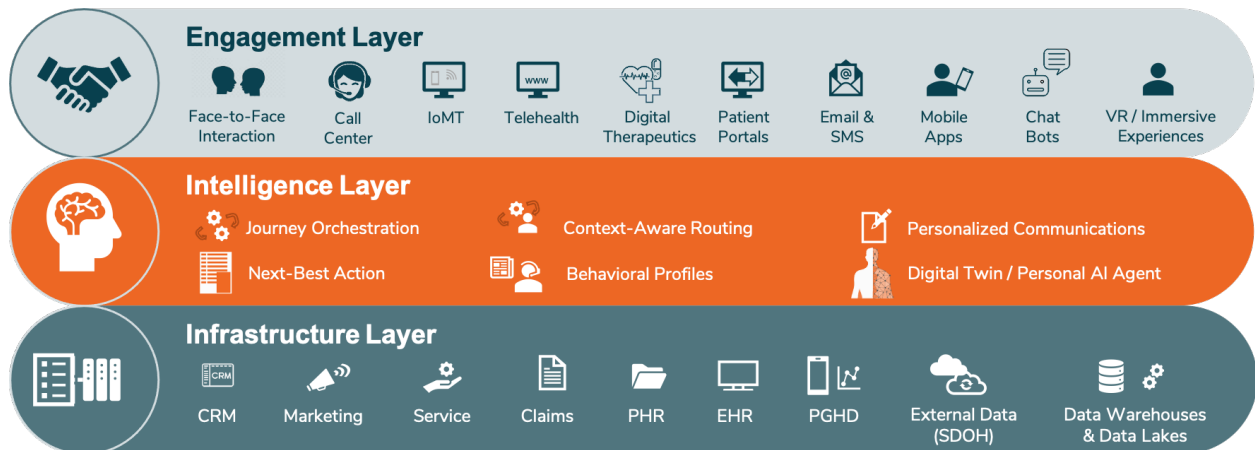 Engagement Layer
www
@
Face-to-Face
Interaction
Call
Center
IoMT
Telehealth
Digital
Therapeutics
Patient
Portals
Email &
SMS
Mobile
Apps
Chat
Bots
VR / Immersive
Experiences
Intelligence Layer
Journey Orchestration
Context-Aware Routing
Personalized Communications
Next-Best Action
Behavioral Profiles
Digital Twin / Personal AI Agent
Infrastructure Layer
CRM
CRM
Marketing
Service
Claims
PHR
EHR
PGHD
External Data
(SDOH)
Data Warehouses
& Data Lakes